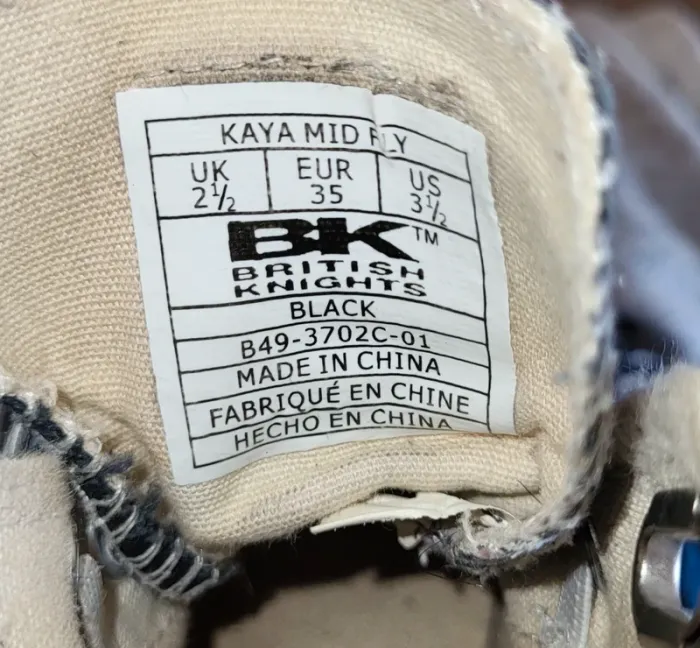 KAYA MID FLY
UK EUR US
2½ 35 3½
BK™
BRITISH
KNIGHTS
BLACK
B49-3702C-01
MADE IN CHINA
FABRIQUÉ EN CHINE
HECHO EN CHINA